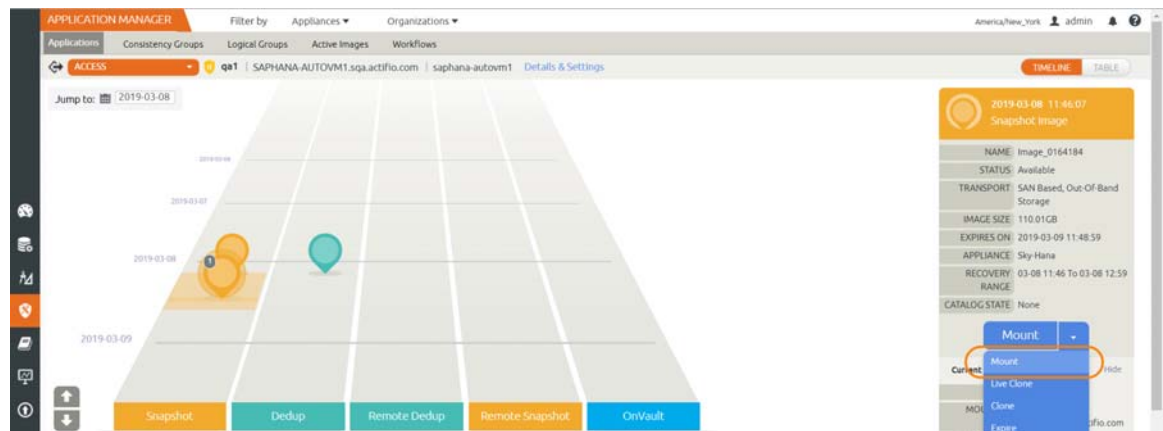 APPLICATION MANAGER Filter by Appliances Organizations America/New_York admin
Applications Consistency Groups Logical Groups Active Images Workflows
ACCESS qa1 SAPHANA-AUTOVM1.sqa.actifio.com saphana-autovm1 Details & Settings TIMELINE TABLE
Jump to: 2019-03-08
2019-03-07
2019-03-08
1
2019-03-09
Snapshot Dedup Remote Dedup Remote Snapshot OnVault
2019-03-08 11:46:07
Snapshot Image
NAME Image_0164184
STATUS Available
TRANSPORT SAN Based, Out-Of-Band
Storage
IMAGE SIZE 110.01GB
EXPIRES ON 2019-03-09 11:48:59
APPLIANCE Sky-Hana
RECOVERY RANGE 03-08 11:46 To 03-08 12:59
CATALOG STATE None
Mount
Mount
Hide
Live Clone
Clone
Expire